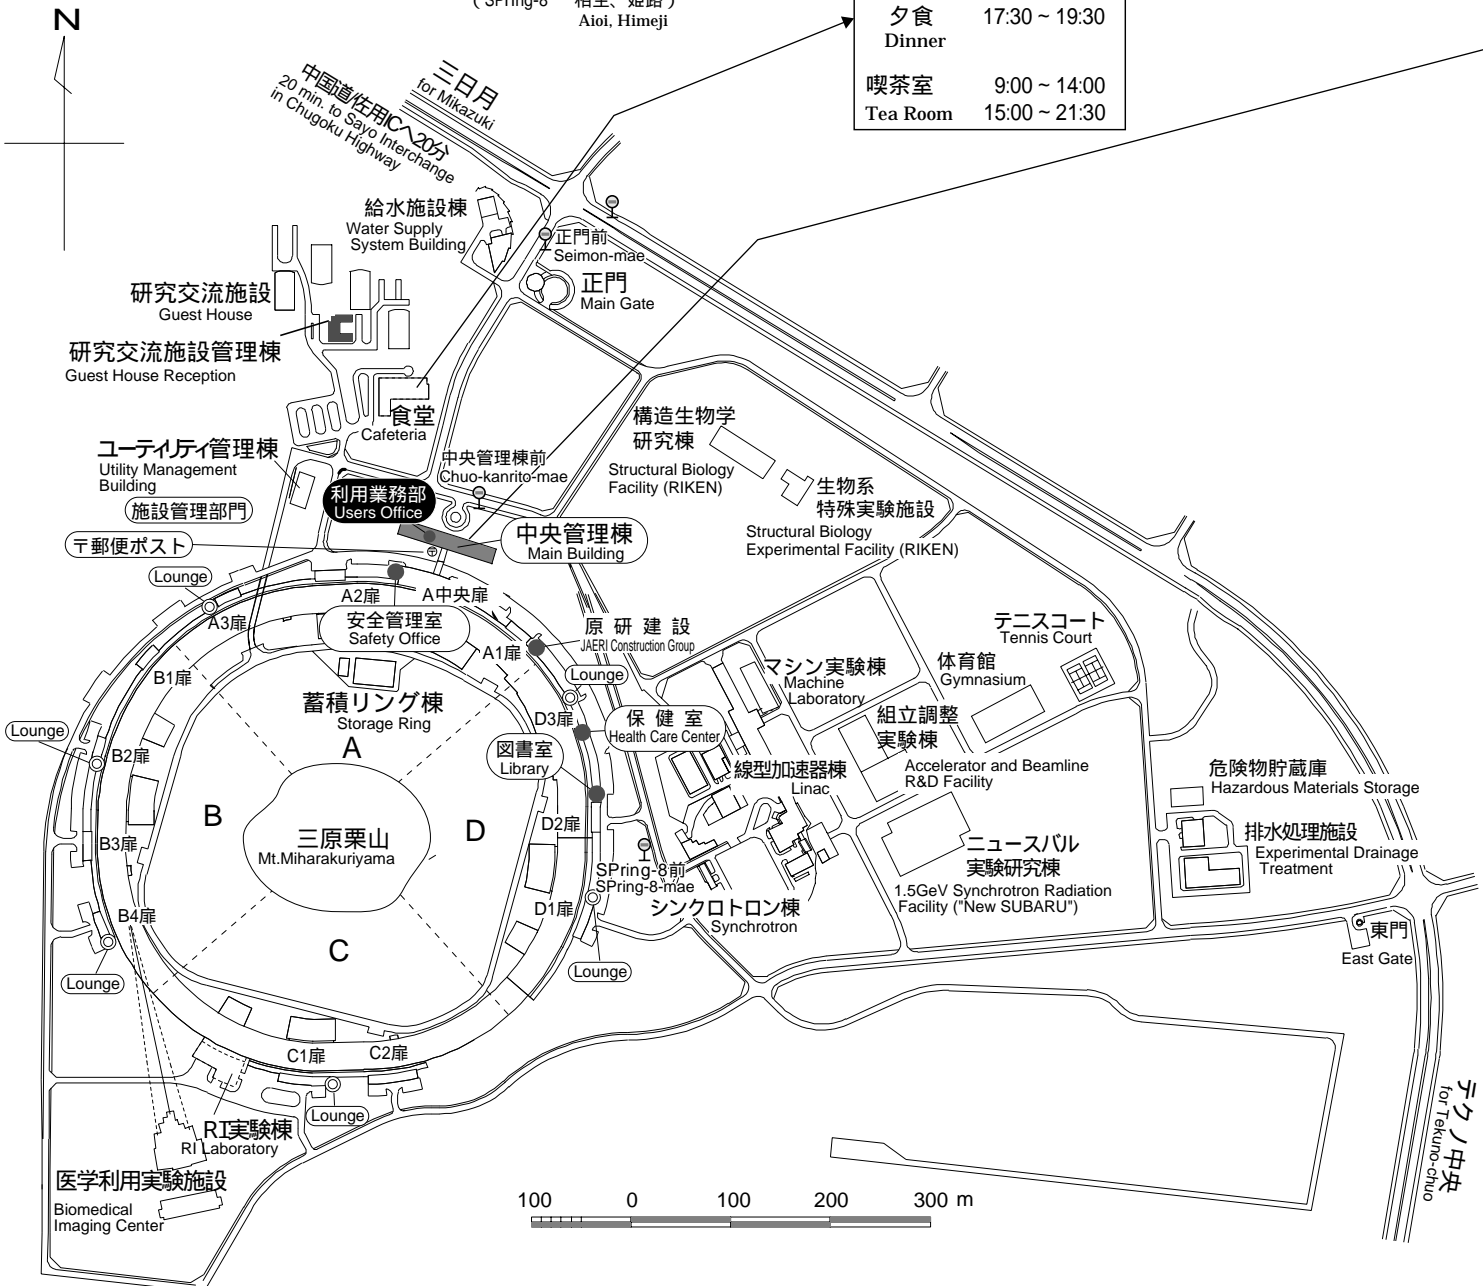 Aioi, Himeji
夕食 17:30 ~ 19:30
Dinner
喫茶室 9:00 ~ 14:00
Tea Room 15:00 ~ 21:30
N
三日月
for Mikazuki
中国道佐用ICへ20分
20 min. to Sayo Interchange
in Chugoku Highway
給水施設棟
Water Supply
System Building
正門前
Seimon-mae
正門
Main Gate
研究交流施設
Guest House
研究交流施設管理棟
Guest House Reception
食堂
Cafeteria
構造生物学
研究棟
Structural Biology
Facility (RIKEN)
生物系
特殊実験施設
Structural Biology
Experimental Facility (RIKEN)
ユーティリティ管理棟
Utility Management
Building
施設管理部門
〒郵便ポスト
中央管理棟前
Chuo-kanrito-mae
利用業務部
Users Office
中央管理棟
Main Building
Lounge
A3扉
A2扉
A中央扉
安全管理室
Safety Office
A1扉
原研建設
JAERI Construction Group
Lounge
B1扉
蓄積リング棟
Storage Ring
A
D3扉
保健室
Health Care Center
図書室
Library
マシン実験棟
Machine
Laboratory
テニスコート
Tennis Court
体育館
Gymnasium
組立調整
実験棟
Accelerator and Beamline
R&D Facility
線型加速器棟
Linac
危険物貯蔵庫
Hazardous Materials Storage
排水処理施設
Experimental Drainage
Treatment
Lounge
B2扉
B
三原栗山
Mt.Miharakuriyama
D
D2扉
B3扉
SPring-8前
SPring-8-mae
ニュースバル
実験研究棟
1.5GeV Synchrotron Radiation
Facility ("New SUBARU")
シンクロトロン棟
Synchrotron
D1扉
B4扉
C
東門
East Gate
Lounge
Lounge
C1扉
C2扉
Lounge
RI実験棟
RI Laboratory
医学利用実験施設
Biomedical
Imaging Center
テクノ中央
for Tekuno-chuo
100 0 100 200 300 m